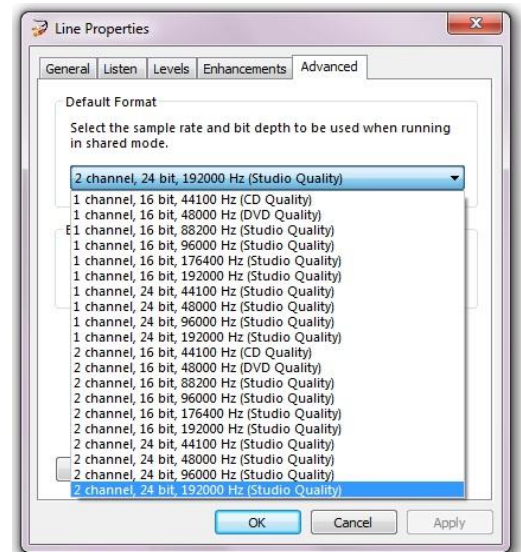 Line Properties
General Listen Levels Enhancements Advanced
Default Format
Select the sample rate and bit depth to be used when running
in shared mode.
2 channel, 24 bit, 192000 Hz (Studio Quality)
1 channel, 16 bit, 44100 Hz (CD Quality)
1 channel, 16 bit, 48000 Hz (DVD Quality)
1 channel, 16 bit, 88200 Hz (Studio Quality)
1 channel, 16 bit, 96000 Hz (Studio Quality)
1 channel, 16 bit, 176400 Hz (Studio Quality)
1 channel, 16 bit, 192000 Hz (Studio Quality)
1 channel, 24 bit, 44100 Hz (Studio Quality)
1 channel, 24 bit, 48000 Hz (Studio Quality)
1 channel, 24 bit, 96000 Hz (Studio Quality)
1 channel, 24 bit, 192000 Hz (Studio Quality)
2 channel, 16 bit, 44100 Hz (CD Quality)
2 channel, 16 bit, 48000 Hz (DVD Quality)
2 channel, 16 bit, 88200 Hz (Studio Quality)
2 channel, 16 bit, 96000 Hz (Studio Quality)
2 channel, 16 bit, 176400 Hz (Studio Quality)
2 channel, 16 bit, 192000 Hz (Studio Quality)
2 channel, 24 bit, 44100 Hz (Studio Quality)
2 channel, 24 bit, 48000 Hz (Studio Quality)
2 channel, 24 bit, 96000 Hz (Studio Quality)
2 channel, 24 bit, 192000 Hz (Studio Quality)
OK Cancel Apply